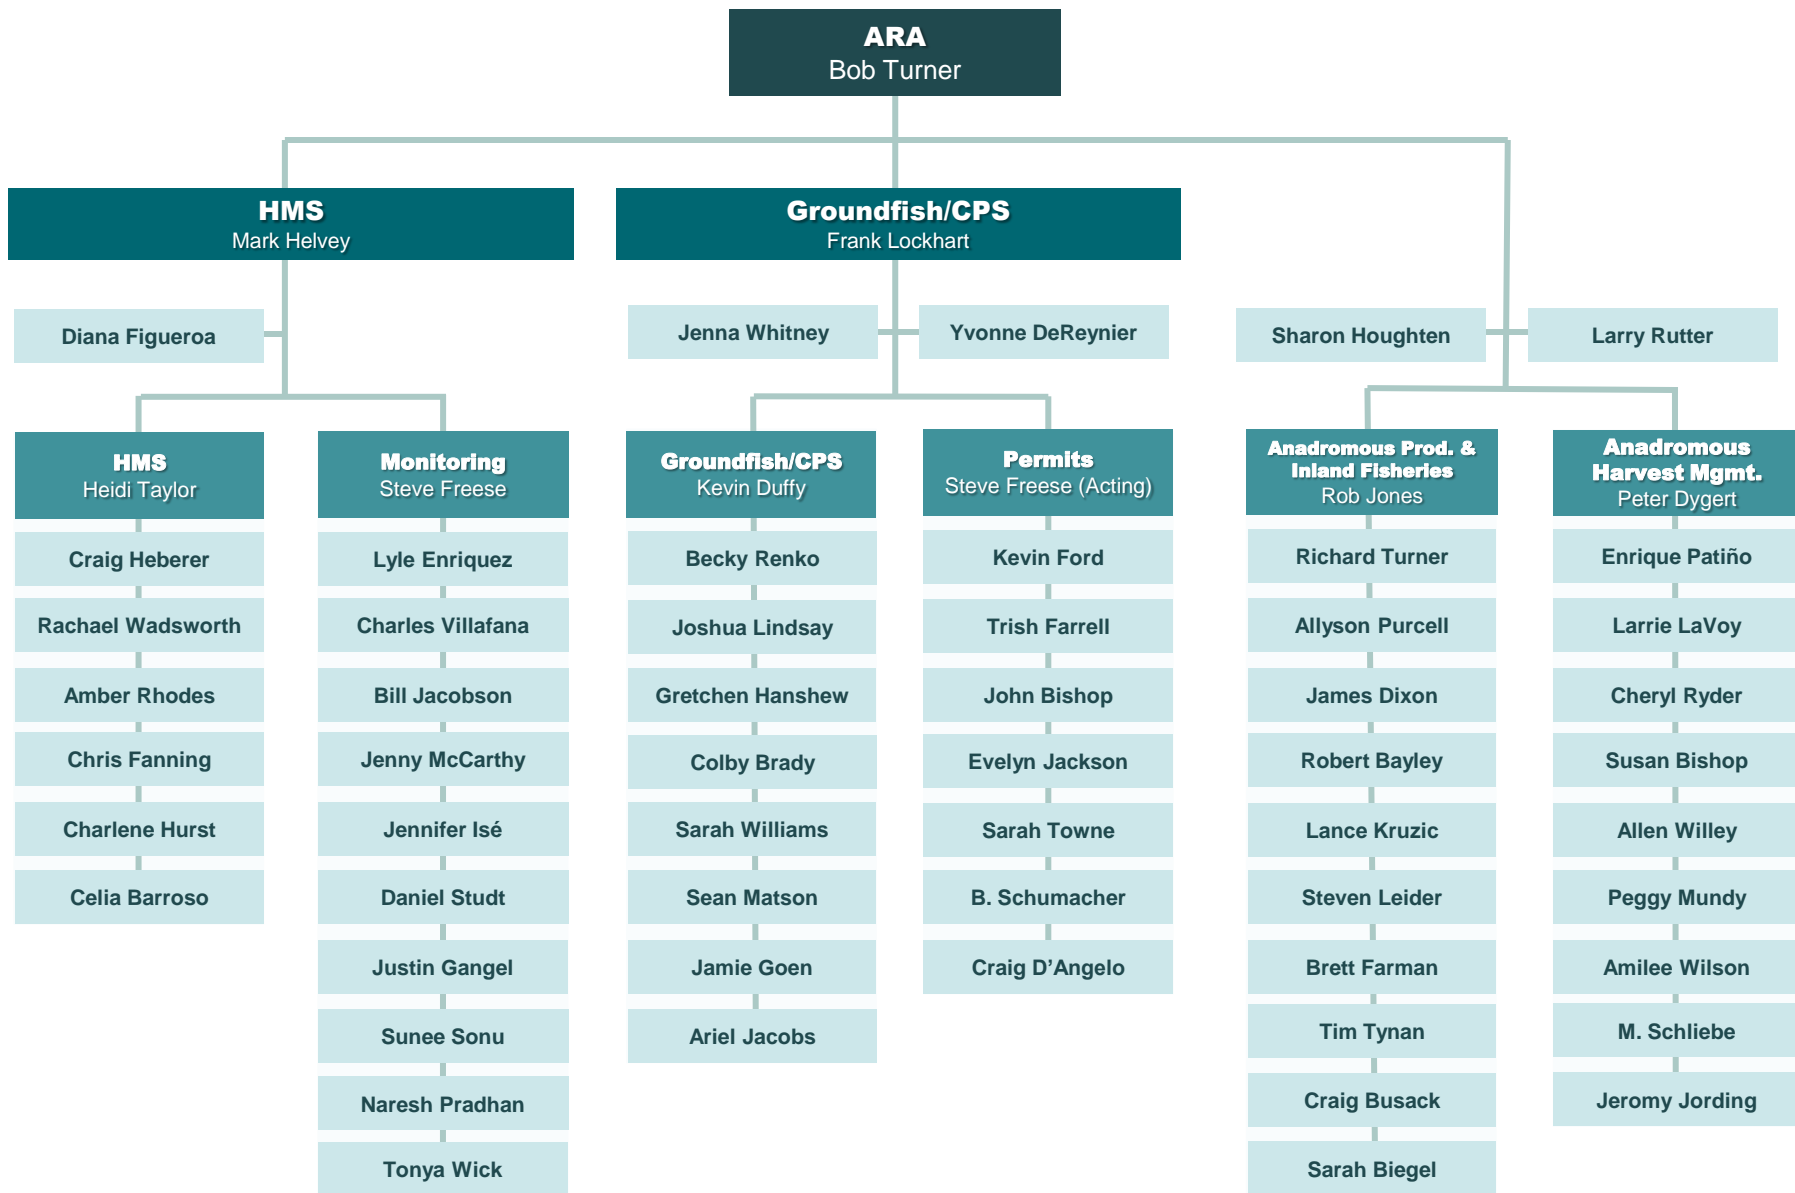 ARA
Bob Turner
HMS
Mark Helvey
Groundfish/CPS
Frank Lockhart
Diana Figueroa
Jenna Whitney
Yvonne DeReynier
Sharon Houghten
Larry Rutter
HMS
Heidi Taylor
Craig Heberer
Rachael Wadsworth
Amber Rhodes
Chris Fanning
Charlene Hurst
Celia Barroso
Monitoring
Steve Freese
Lyle Enriquez
Charles Villafana
Bill Jacobson
Jenny McCarthy
Jennifer Isé
Daniel Studt
Justin Gangel
Sunee Sonu
Naresh Pradhan
Tonya Wick
Groundfish/CPS
Kevin Duffy
Becky Renko
Joshua Lindsay
Gretchen Hanshew
Colby Brady
Sarah Williams
Sean Matson
Jamie Goen
Ariel Jacobs
Permits
Steve Freese (Acting)
Kevin Ford
Trish Farrell
John Bishop
Evelyn Jackson
Sarah Towne
B. Schumacher
Craig D’Angelo
Anadromous Prod. &
Inland Fisheries
Rob Jones
Richard Turner
Allyson Purcell
James Dixon
Robert Bayley
Lance Kruzic
Steven Leider
Brett Farman
Tim Tynan
Craig Busack
Sarah Biegel
Anadromous
Harvest Mgmt.
Peter Dygert
Enrique Patiño
Larrie LaVoy
Cheryl Ryder
Susan Bishop
Allen Willey
Peggy Mundy
Amilee Wilson
M. Schliebe
Jeromy Jording